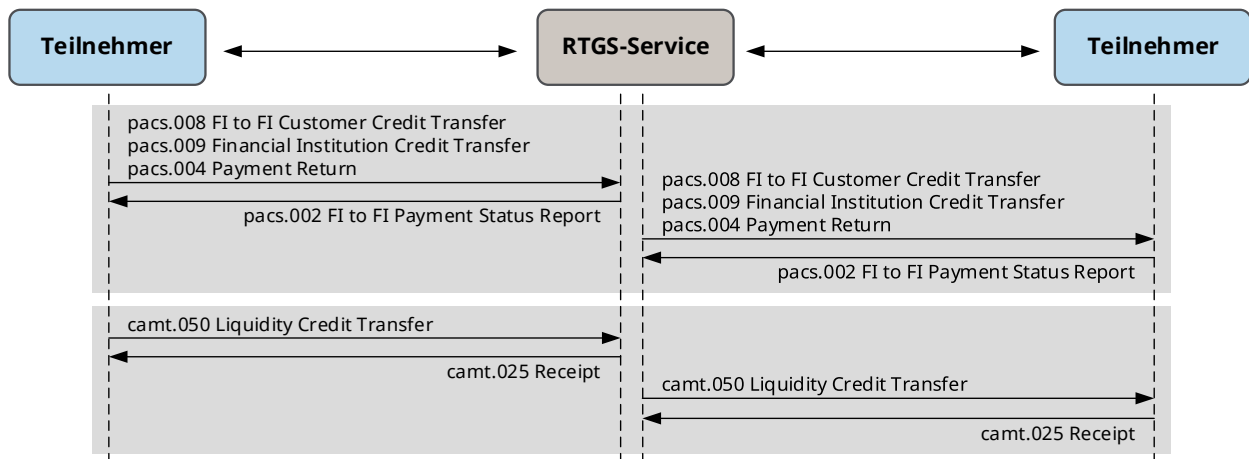 Teilnehmer
RTGS-Service
Teilnehmer
pacs.008 FI to FI Customer Credit Transfer
pacs.009 Financial Institution Credit Transfer
pacs.004 Payment Return
pacs.002 FI to FI Payment Status Report
pacs.008 FI to FI Customer Credit Transfer
pacs.009 Financial Institution Credit Transfer
pacs.004 Payment Return
pacs.002 FI to FI Payment Status Report
camt.050 Liquidity Credit Transfer
camt.025 Receipt
camt.050 Liquidity Credit Transfer
camt.025 Receipt